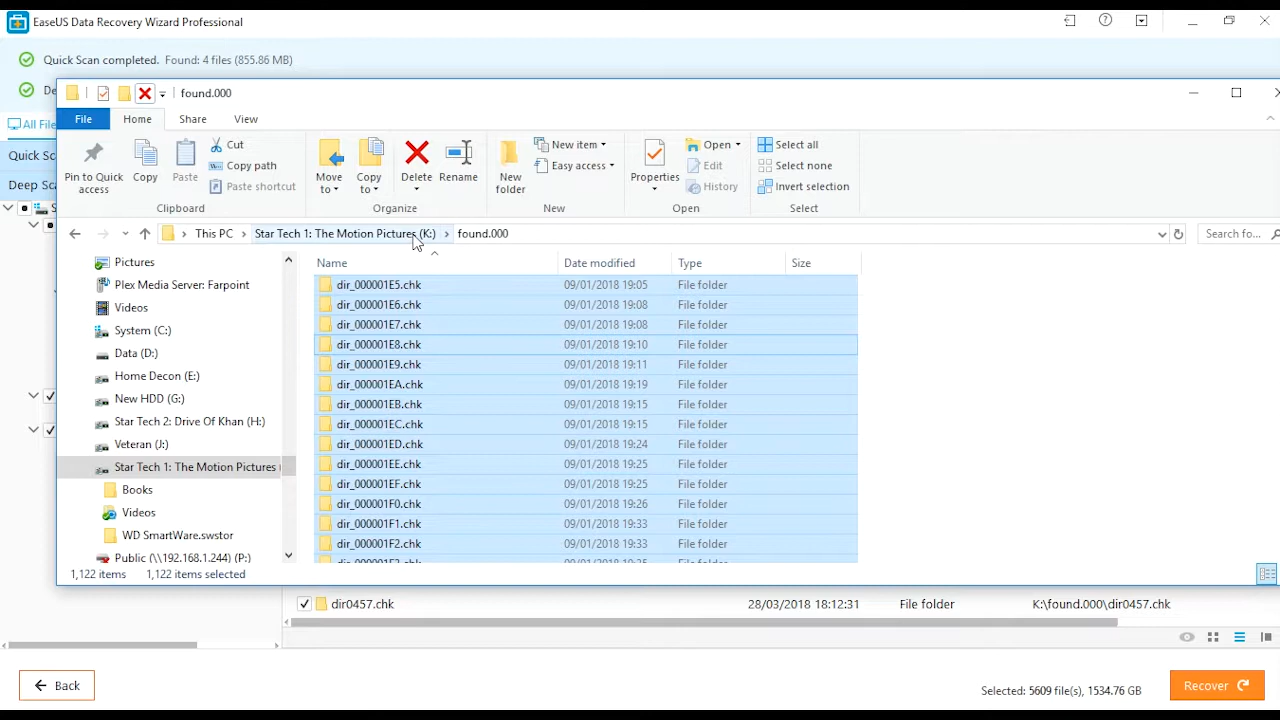 EaseUS Data Recovery Wizard Professional
Quick Scan completed. Found: 4 files (855.86 MB)
De
found.000
All File
File Home Share View
Quick Sc
Deep Sca
Pin to Quick access
Copy
Paste
Cut
Copy path
Paste shortcut
Move to
Copy to
Delete
Rename
New folder
New item
Easy access
Properties
Open
Edit
History
Select all
Select none
Invert selection
Clipboard Organize New Open Select
This PC Star Tech 1: The Motion Pictures (K:) found.000 Search fo...
Name Date modified Type Size
Pictures
Plex Media Server: Farpoint
Videos
System (C:)
Data (D:)
Home Decon (E:)
New HDD (G:)
Star Tech 2: Drive Of Khan (H:)
Veteran (J:)
Star Tech 1: The Motion Pictures (
Books
Videos
WD SmartWare.swstor
Public (\\192.168.1.244) (P:)
dir_000001E5.chk 09/01/2018 19:05 File folder
dir_000001E6.chk 09/01/2018 19:08 File folder
dir_000001E7.chk 09/01/2018 19:08 File folder
dir_000001E8.chk 09/01/2018 19:10 File folder
dir_000001E9.chk 09/01/2018 19:11 File folder
dir_000001EA.chk 09/01/2018 19:19 File folder
dir_000001EB.chk 09/01/2018 19:15 File folder
dir_000001EC.chk 09/01/2018 19:15 File folder
dir_000001ED.chk 09/01/2018 19:24 File folder
dir_000001EE.chk 09/01/2018 19:25 File folder
dir_000001EF.chk 09/01/2018 19:25 File folder
dir_000001F0.chk 09/01/2018 19:26 File folder
dir_000001F1.chk 09/01/2018 19:33 File folder
dir_000001F2.chk 09/01/2018 19:33 File folder
1,122 items 1,122 items selected
dir0457.chk 28/03/2018 18:12:31 File folder K:\found.000\dir0457.chk
Back
Selected: 5609 file(s), 1534.76 GB
Recover